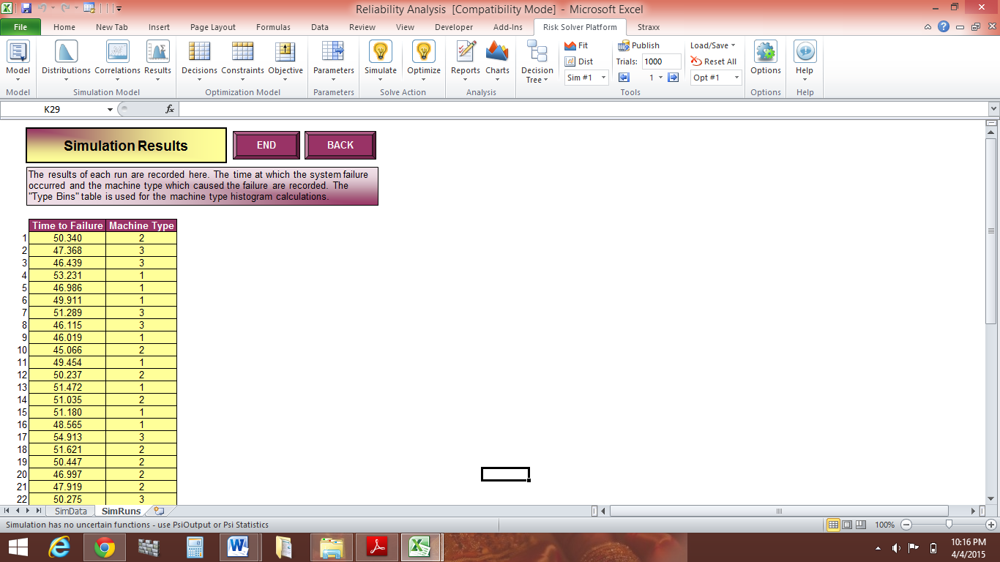 Reliability Analysis [Compatibility Mode] - Microsoft Excel
File Home New Tab Insert Page Layout Formulas Data Review View Developer Add-Ins Risk Solver Platform Straxx
Model Distributions Correlations Results Decisions Constraints Objective Parameters Simulate Optimize Reports Charts Decision Tree Fit Dist Sim #1 Publish Trials: 1000 1 Load/Save Reset All Opt #1 Options Help
Model Simulation Model Optimization Model Parameters Solve Action Analysis Tools Options Help
K29 fx
Simulation Results END BACK
The results of each run are recorded here. The time at which the system failure
occurred and the machine type which caused the failure are recorded. The
"Type Bins" table is used for the machine type histogram calculations.
Time to Failure Machine Type
1 50.340 2
2 47.368 3
3 46.439 3
4 53.231 1
5 46.986 1
6 49.911 1
7 51.289 3
8 46.115 3
9 46.019 1
10 45.066 2
11 49.454 1
12 50.237 2
13 51.472 1
14 51.035 2
15 51.180 1
16 48.565 1
17 54.913 3
18 51.621 2
19 50.447 2
20 46.997 2
21 47.919 2
22 50.275 3
SimData SimRuns
Simulation has no uncertain functions - use PsiOutput or Psi Statistics 100%
10:16 PM
4/4/2015